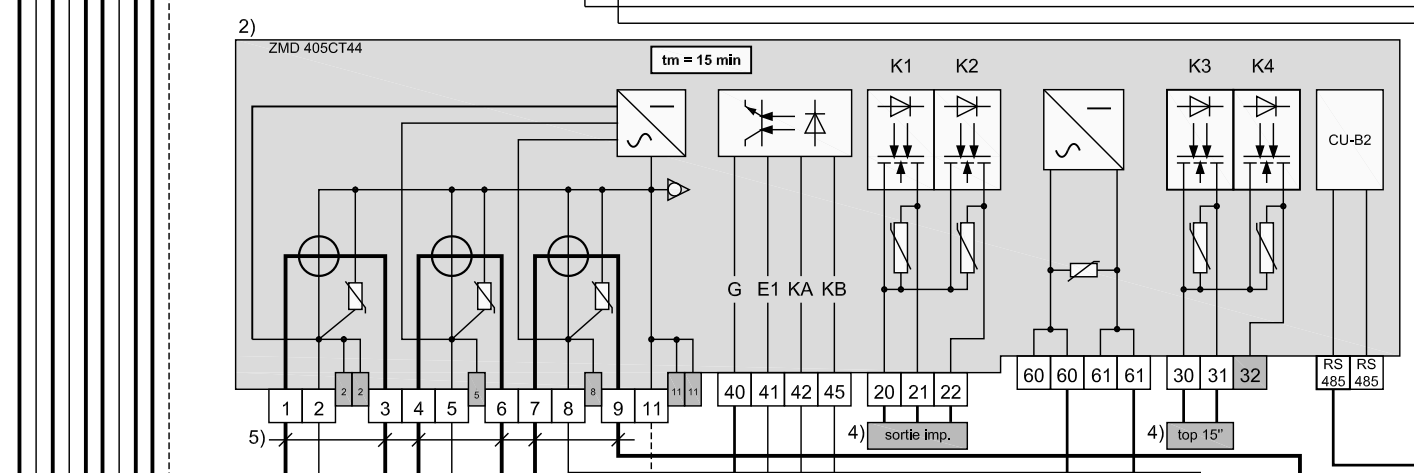 2)
ZMD 405CT44
tm = 15 min
K1 K2 K3 K4
CU-B2
G E1 KA KB
RS 485 RS 485
60 60 61 61 30 31 32
2 2 5 8 11 11
40 41 42 45 20 21 22
1 2 3 4 5 6 7 8 9 11
5)
4) sortie imp. 4) top 15"